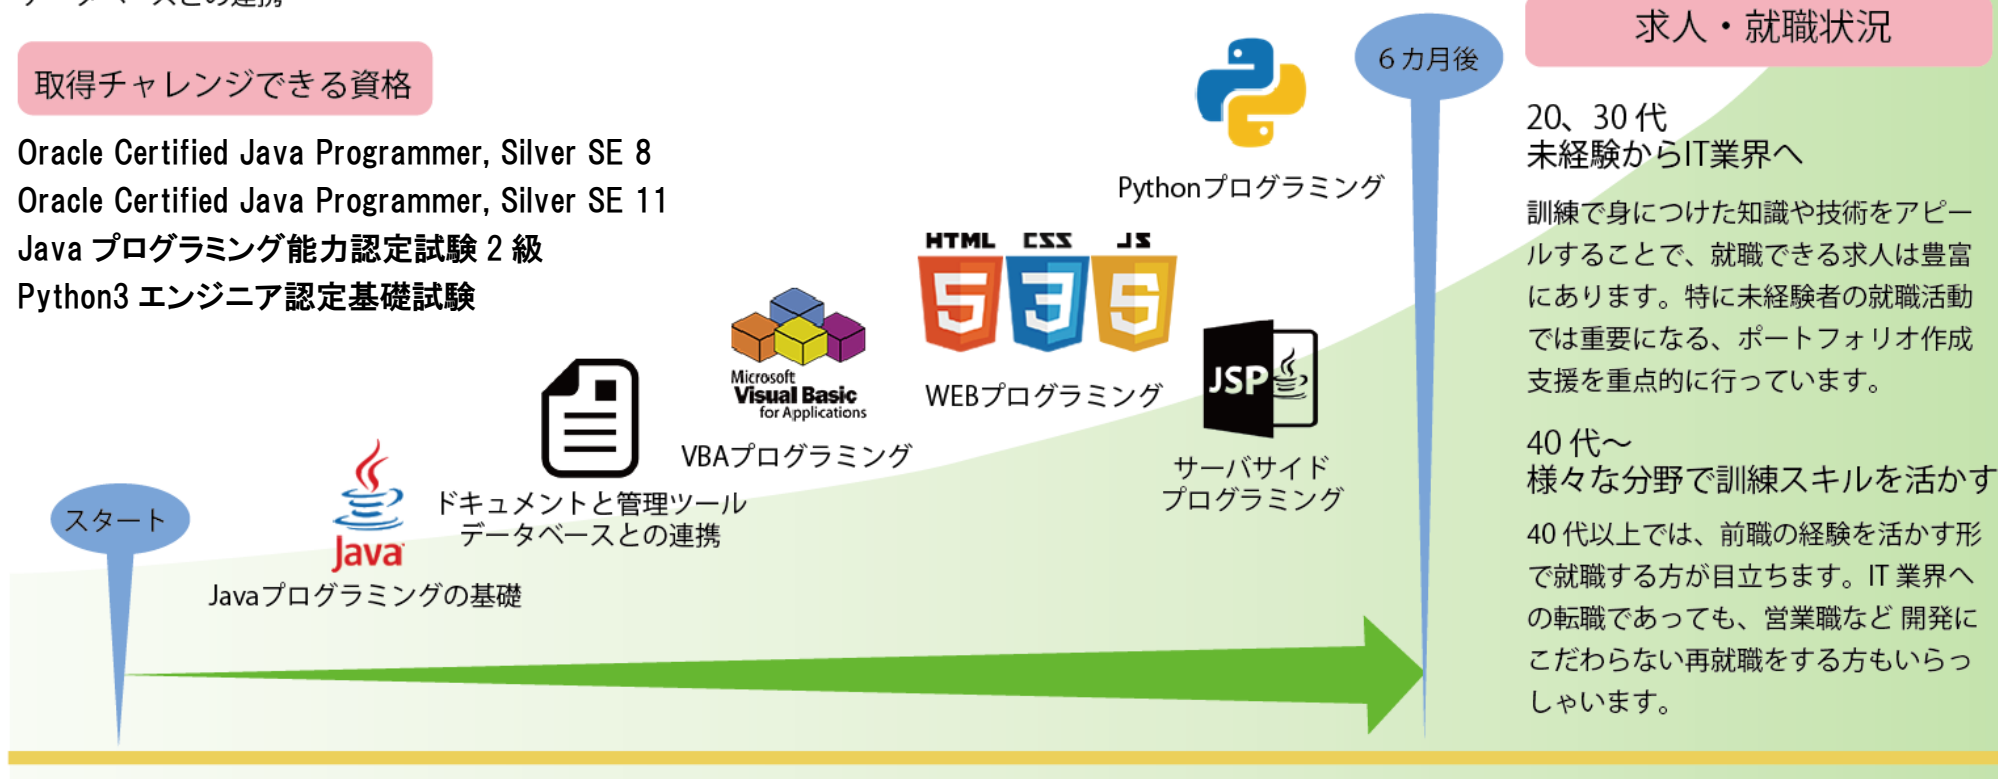 データベースとの連携
取得チャレンジできる資格
Oracle Certified Java Programmer, Silver SE 8
Oracle Certified Java Programmer, Silver SE 11
Java プログラミング能力認定試験 2 級
Python3 エンジニア認定基礎試験
スタート
Java
Javaプログラミングの基礎
ドキュメントと管理ツール
データベースとの連携
Microsoft
Visual Basic
for Applications
VBAプログラミング
HTML CSS JS
5 3 5
WEBプログラミング
JSP
サーバサイド
プログラミング
Pythonプログラミング
6 カ月後
求人・就職状況
20、30 代
未経験からIT業界へ
訓練で身につけた知識や技術をアピー
ルすることで、就職できる求人は豊富
にあります。特に未経験者の就職活動
では重要になる、ポートフォリオ作成
支援を重点的に行っています。
40 代～
様々な分野で訓練スキルを活かす
40 代以上では、前職の経験を活かす形
で就職する方が目立ちます。IT 業界へ
の転職であっても、営業職など 開発に
こだわらない再就職をする方もいらっ
しゃいます。